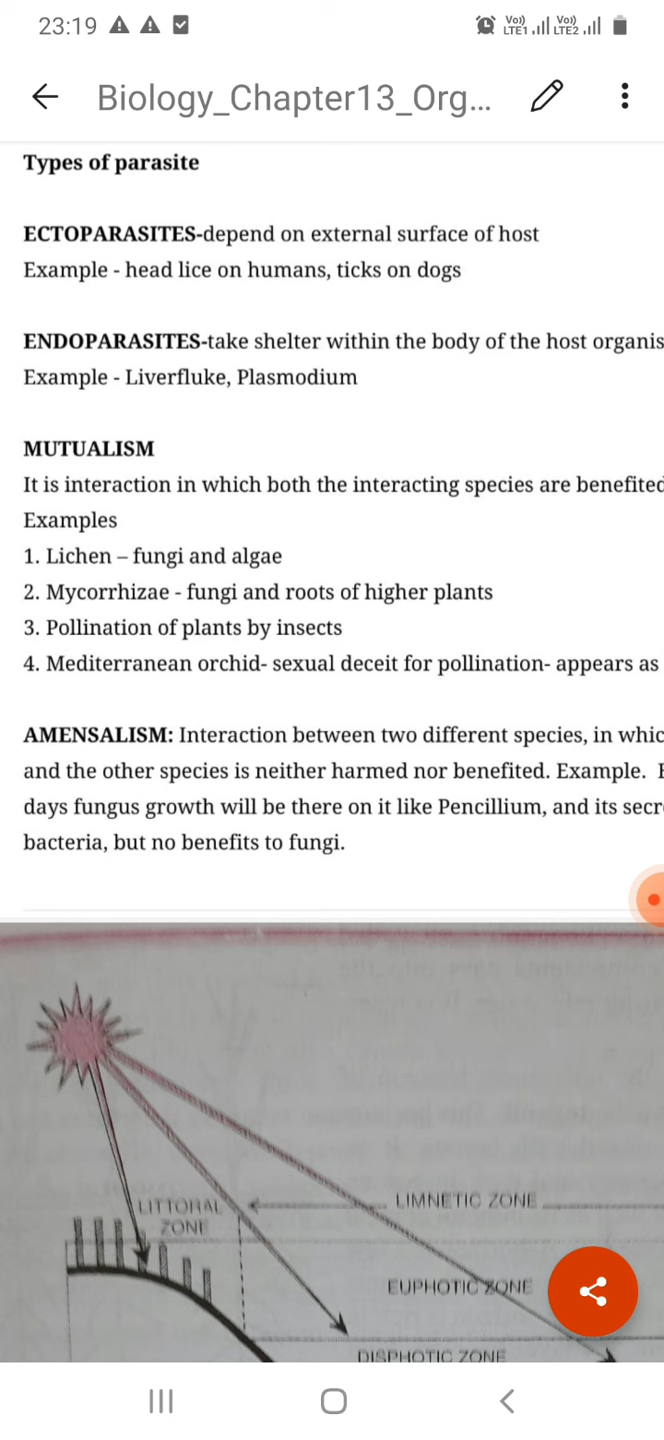 23:19
Vo)) LTE1 Vo)) LTE2
Biology_Chapter13_Org...
Types of parasite
ECTOPARASITES-depend on external surface of host
Example - head lice on humans, ticks on dogs
ENDOPARASITES-take shelter within the body of the host organis
Example - Liverfluke, Plasmodium
MUTUALISM
It is interaction in which both the interacting species are benefited
Examples
1. Lichen – fungi and algae
2. Mycorrhizae - fungi and roots of higher plants
3. Pollination of plants by insects
4. Mediterranean orchid- sexual deceit for pollination- appears as
AMENSALISM: Interaction between two different species, in whic
and the other species is neither harmed nor benefited. Example.
days fungus growth will be there on it like Pencillium, and its secr
bacteria, but no benefits to fungi.
LITTORAL
ZONE
LIMNETIC ZONE
EUPHOTIC ZONE
DISPHOTIC ZONE